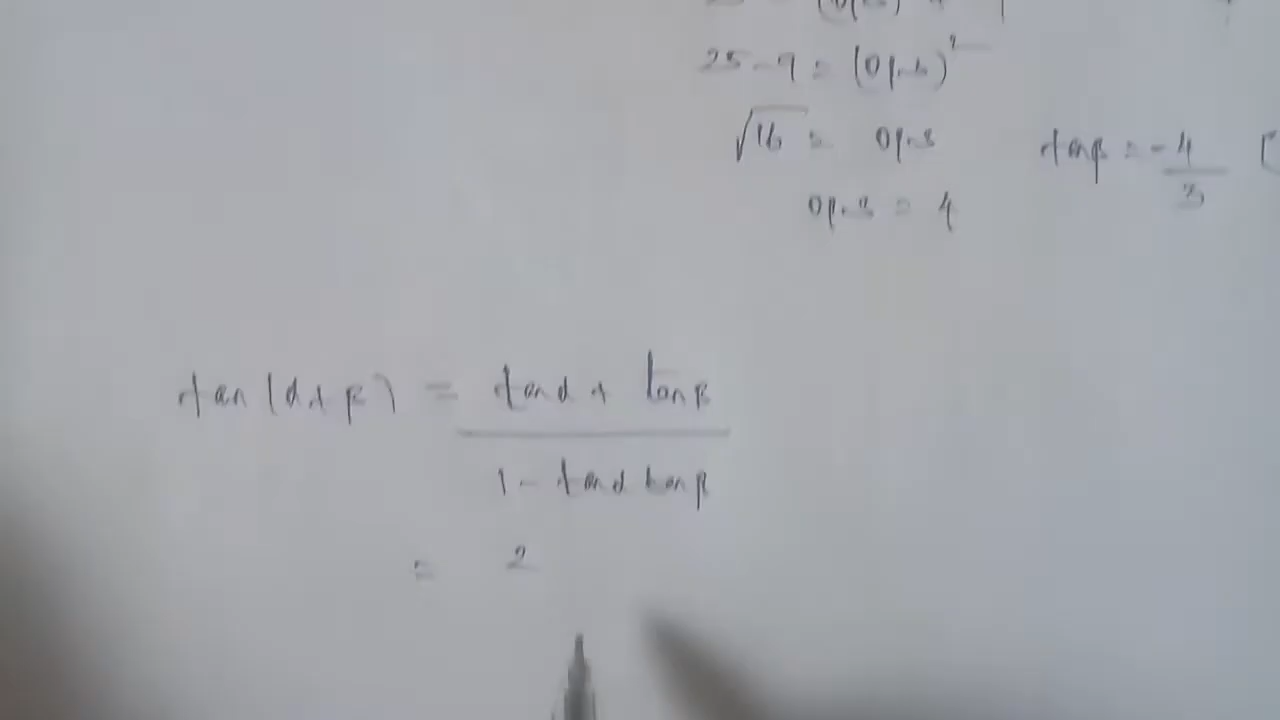 25 - 9 = (opp.s)²
√16 = opp.s
opp.s = 4
tanβ = -4/3
tan(α+β) = tanα + tanβ
1 - tanα tanβ
= 2